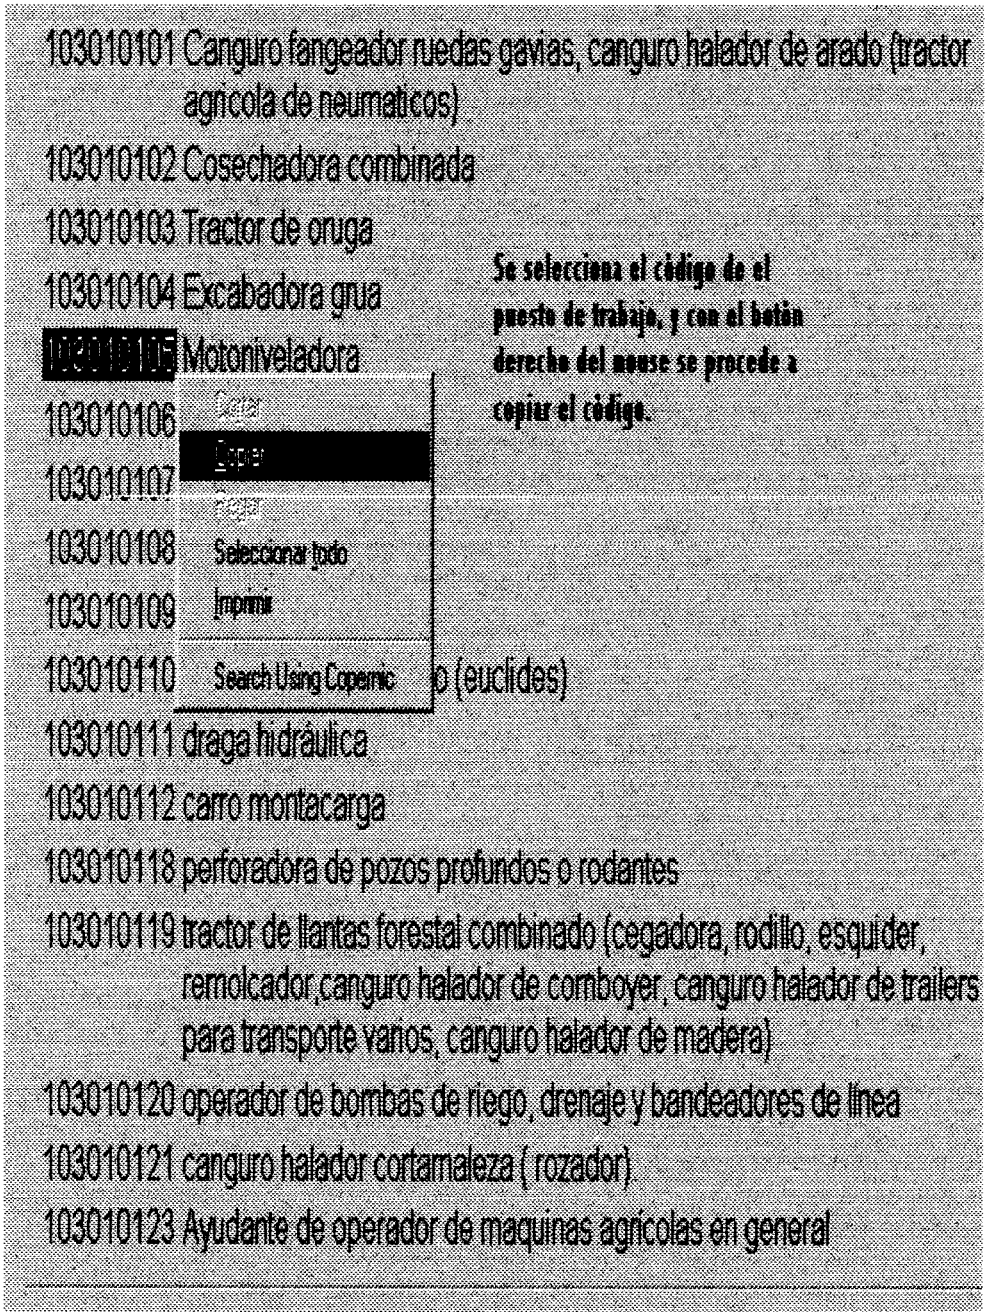 103010101 Canguro fangeador ruedas gavias, canguro halador de arado (tractor
agricola de neumaticos)
103010102 Cosechadora combinada
103010103 Tractor de oruga
103010104 Excabadora grua
103010105 Motoniveladora
Se selecciona el código de el
puesto de trabajo, y con el botón
derecho del mouse se procede a
copiar el código.
103010106
Copiar
103010107
Pegar
103010108
Seleccionar todo
103010109
Imprimir
103010110
Search Using Copernic
o (euclides)
103010111 draga hidráulica
103010112 carro montacarga
103010118 perforadora de pozos profundos o rodantes
103010119 tractor de llantas forestal combinado (cegadora, rodillo, esquider,
remolcador,canguro halador de comboyer, canguro halador de trailers
para transporte varios, canguro halador de madera)
103010120 operador de bombas de riego, drenaje y bandeadores de línea
103010121 canguro halador cortamaleza ( rozador)
103010123 Ayudante de operador de maquinas agrícolas en general